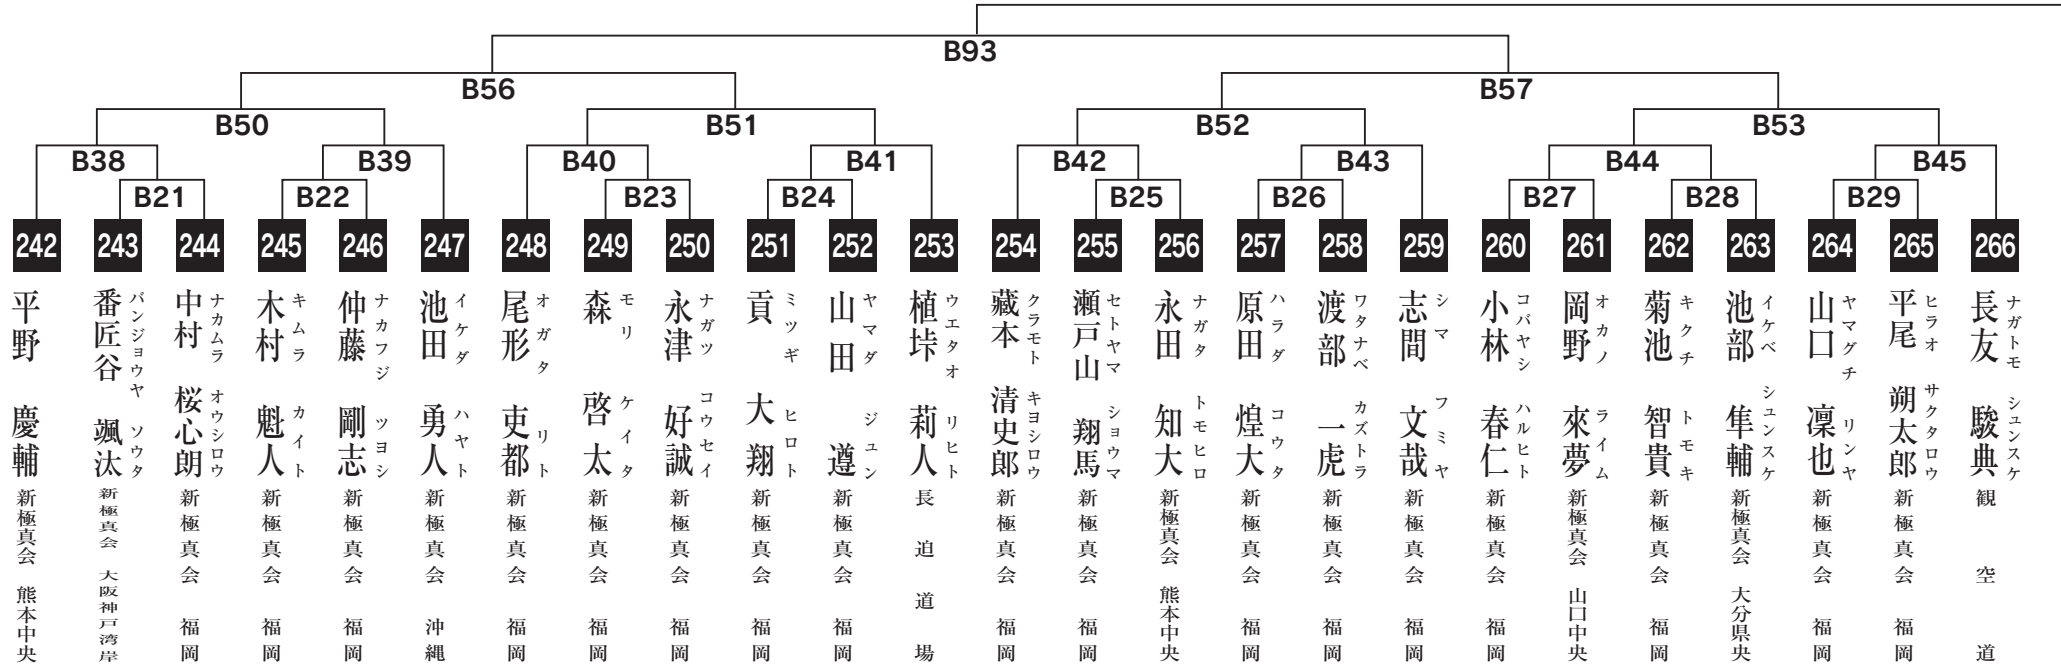 B93
B56 B57
B50 B51 B52 B53
B38 B39 B40 B41 B42 B43 B44 B45
B21 B22 B23 B24 B25 B26 B27 B28 B29
242 平野 慶輔 新極真会 熊本中央
243 番匠谷 颯汰 バンジョウヤ ソウタ 新極真会 大阪神戸湾岸
244 中村 桜心朗 ナカムラ オウシロウ 新極真会 福岡
245 木村 魁人 キムラ カイト 新極真会 福岡
246 仲藤 剛志 ナカフジ ツヨシ 新極真会 福岡
247 池田 勇人 イケダ ハヤト 新極真会 沖縄
248 尾形 吏都 オガタ リト 新極真会 福岡
249 森 啓太 モリ ケイタ 新極真会 福岡
250 永津 好誠 ナガツ コウセイ 新極真会 福岡
251 貢 大翔 ミツギ ヒロト 新極真会 福岡
252 山田 遵 ヤマダ ジュン 新極真会 福岡
253 植垰 莉人 ウエタオ リヒト 長迫道場
254 藏本 清史郎 クラモト キヨシロウ 新極真会 福岡
255 瀬戸山 翔馬 セトヤマ ショウマ 新極真会 福岡
256 永田 知大 ナガタ トモヒロ 新極真会 熊本中央
257 原田 煌大 ハラダ コウタ 新極真会 福岡
258 渡部 一虎 ワタナベ カズトラ 新極真会 福岡
259 志間 文哉 シマ フミヤ 新極真会 福岡
260 小林 春仁 コバヤシ ハルヒト 新極真会 福岡
261 岡野 來夢 オカノ ライム 新極真会 山口中央
262 菊池 智貴 キクチ トモキ 新極真会 福岡
263 池部 隼輔 イケベ シュンスケ 新極真会 大分県央
264 山口 凜也 ヤマグチ リンヤ 新極真会 福岡
265 平尾 朔太郎 ヒラオ サクタロウ 新極真会 福岡
266 長友 駿典 ナガトモ シュンスケ 観空道